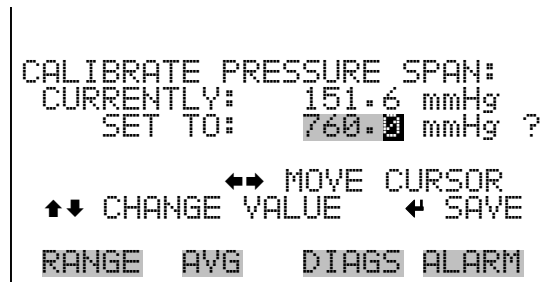 CALIBRATE PRESSURE SPAN:
CURRENTLY: 151.6 mmHg
SET TO: 760.0 mmHg ?
⬅➡ MOVE CURSOR
⬆⬇ CHANGE VALUE ↵ SAVE
RANGE AVG DIAGS ALARM